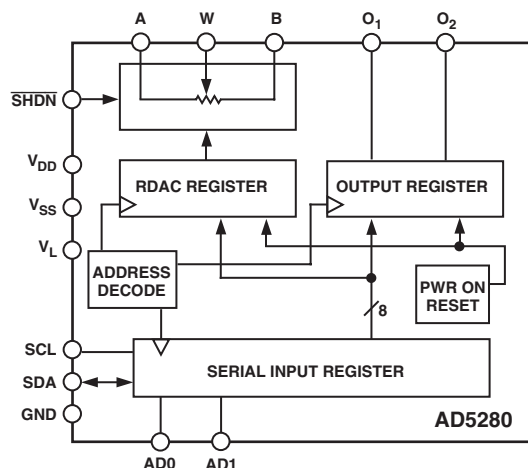 A W B O1 O2
SHDN
VDD
VSS
VL
RDAC REGISTER
OUTPUT REGISTER
ADDRESS
DECODE
PWR ON
RESET
8
SCL
SDA
GND
SERIAL INPUT REGISTER
AD5280
AD0 AD1